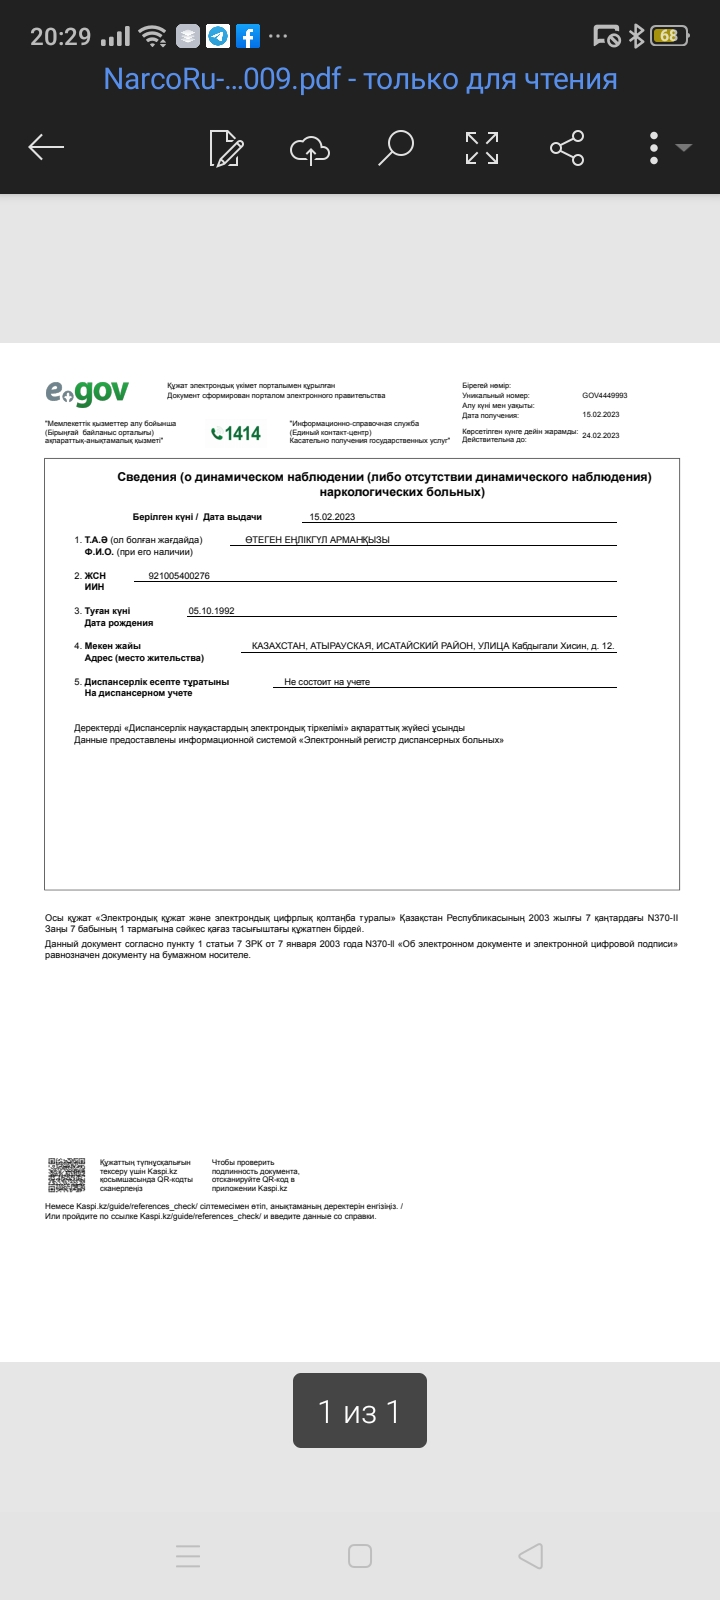 20:29
68
NarcoRu-...009.pdf - только для чтения
e.gov
Құжат электрондық үкімет порталымен құрылған
Документ сформирован порталом электронного правительства
Бірегей нөмір:
Уникальный номер: GOV4449993
Алу күні мен уақыты:
Дата получения: 15.02.2023
"Мемлекеттік қызметтер алу бойынша
(Бірыңғай байланыс орталығы)
ақпараттық-анықтамалық қызметі"
1414
"Информационно-справочная служба
(Единый контакт-центр)
Касательно получения государственных услуг"
Көрсетілген күнге дейін жарамды:
Действительна до: 24.02.2023
Сведения (о динамическом наблюдении (либо отсутствии динамического наблюдения)
наркологических больных)
Берілген күні / Дата выдачи 15.02.2023
1. Т.А.Ә (ол болған жағдайда) ӨТЕГЕН ЕҢЛІКГҮЛ АРМАНҚЫЗЫ
Ф.И.О. (при его наличии)
2. ЖСН 921005400276
ИИН
3. Туған күні 05.10.1992
Дата рождения
4. Мекен жайы КАЗАХСТАН, АТЫРАУСКАЯ, ИСАТАЙСКИЙ РАЙОН, УЛИЦА Кабдыгали Хисин, д. 12.
Адрес (место жительства)
5. Диспансерлік есепте тұратыны Не состоит на учете
На диспансерном учете
Деректерді «Диспансерлік науқастардың электрондық тіркелімі» ақпараттық жүйесі ұсынды
Данные предоставлены информационной системой «Электронный регистр диспансерных больных»
Осы құжат «Электрондық құжат және электрондық цифрлық қолтаңба туралы» Қазақстан Республикасының 2003 жылғы 7 қаңтардағы N370-II
Заңы 7 бабының 1 тармағына сәйкес қағаз тасығыштағы құжатпен бірдей.
Данный документ согласно пункту 1 статьи 7 ЗРК от 7 января 2003 года N370-II «Об электронном документе и электронной цифровой подписи»
равнозначен документу на бумажном носителе.
Құжаттың түпнұсқалығын
тексеру үшін Kaspi.kz
қосымшасында QR-кодты
сканерлеңіз
Чтобы проверить
подлинность документа,
отсканируйте QR-код в
приложении Kaspi.kz
Немесе Kaspi.kz/guide/references_check/ сілтемесімен өтіп, анықтаманың деректерін енгізіңіз. /
Или пройдите по ссылке Kaspi.kz/guide/references_check/ и введите данные со справки.
1 из 1